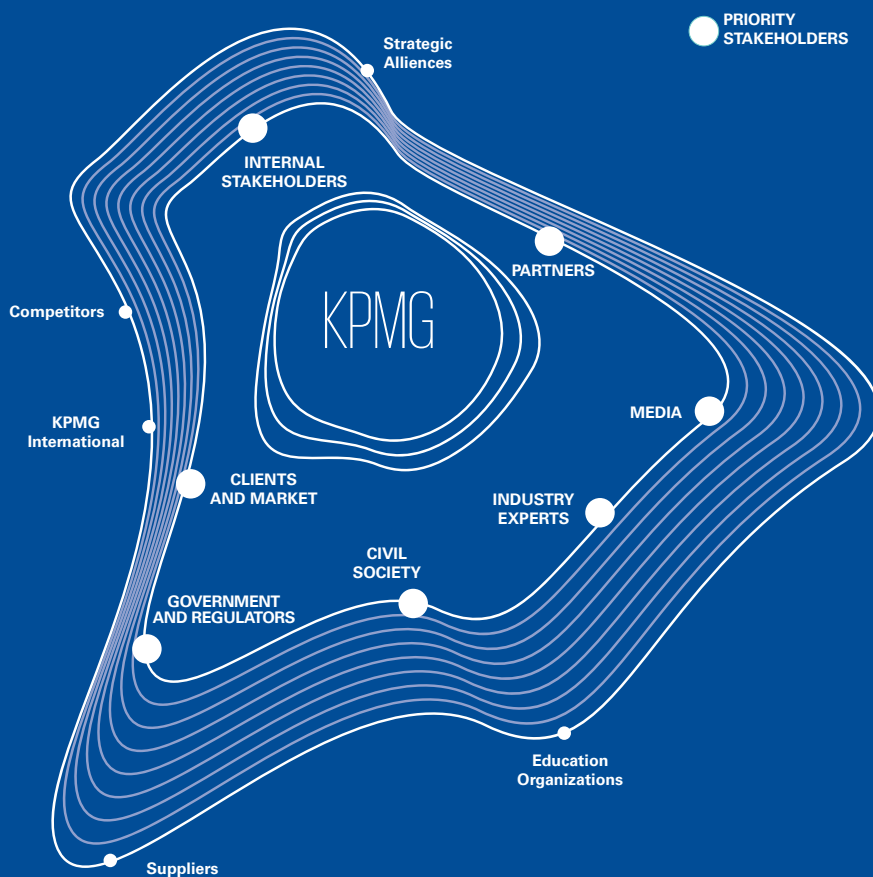 PRIORITY
STAKEHOLDERS
Strategic
Alliences
INTERNAL
STAKEHOLDERS
PARTNERS
KPMG
Competitors
MEDIA
KPMG
International
CLIENTS
AND MARKET
INDUSTRY
EXPERTS
CIVIL
SOCIETY
GOVERNMENT
AND REGULATORS
Education
Organizations
Suppliers